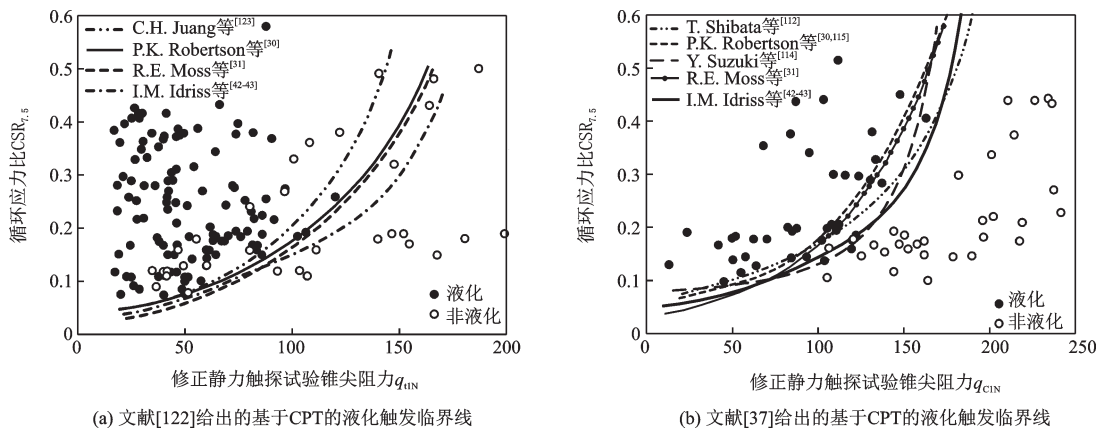 0.6
0.5
0.4
0.3
0.2
0.1
0
循环应力比CSR7.5
C.H. Juang等[123]
P.K. Robertson等[30]
R.E. Moss等[31]
I.M. Idriss等[42-43]
液化
非液化
50
100
150
200
修正静力触探试验锥尖阻力qt1N
(a) 文献[122]给出的基于CPT的液化触发临界线
0.6
0.5
0.4
0.3
0.2
0.1
0
循环应力比CSR7.5
T. Shibata等[112]
P.K. Robertson等[30,115]
Y. Suzuki等[114]
R.E. Moss等[31]
I.M. Idriss等[42-43]
液化
非液化
50
100
150
200
250
修正静力触探试验锥尖阻力qC1N
(b) 文献[37]给出的基于CPT的液化触发临界线